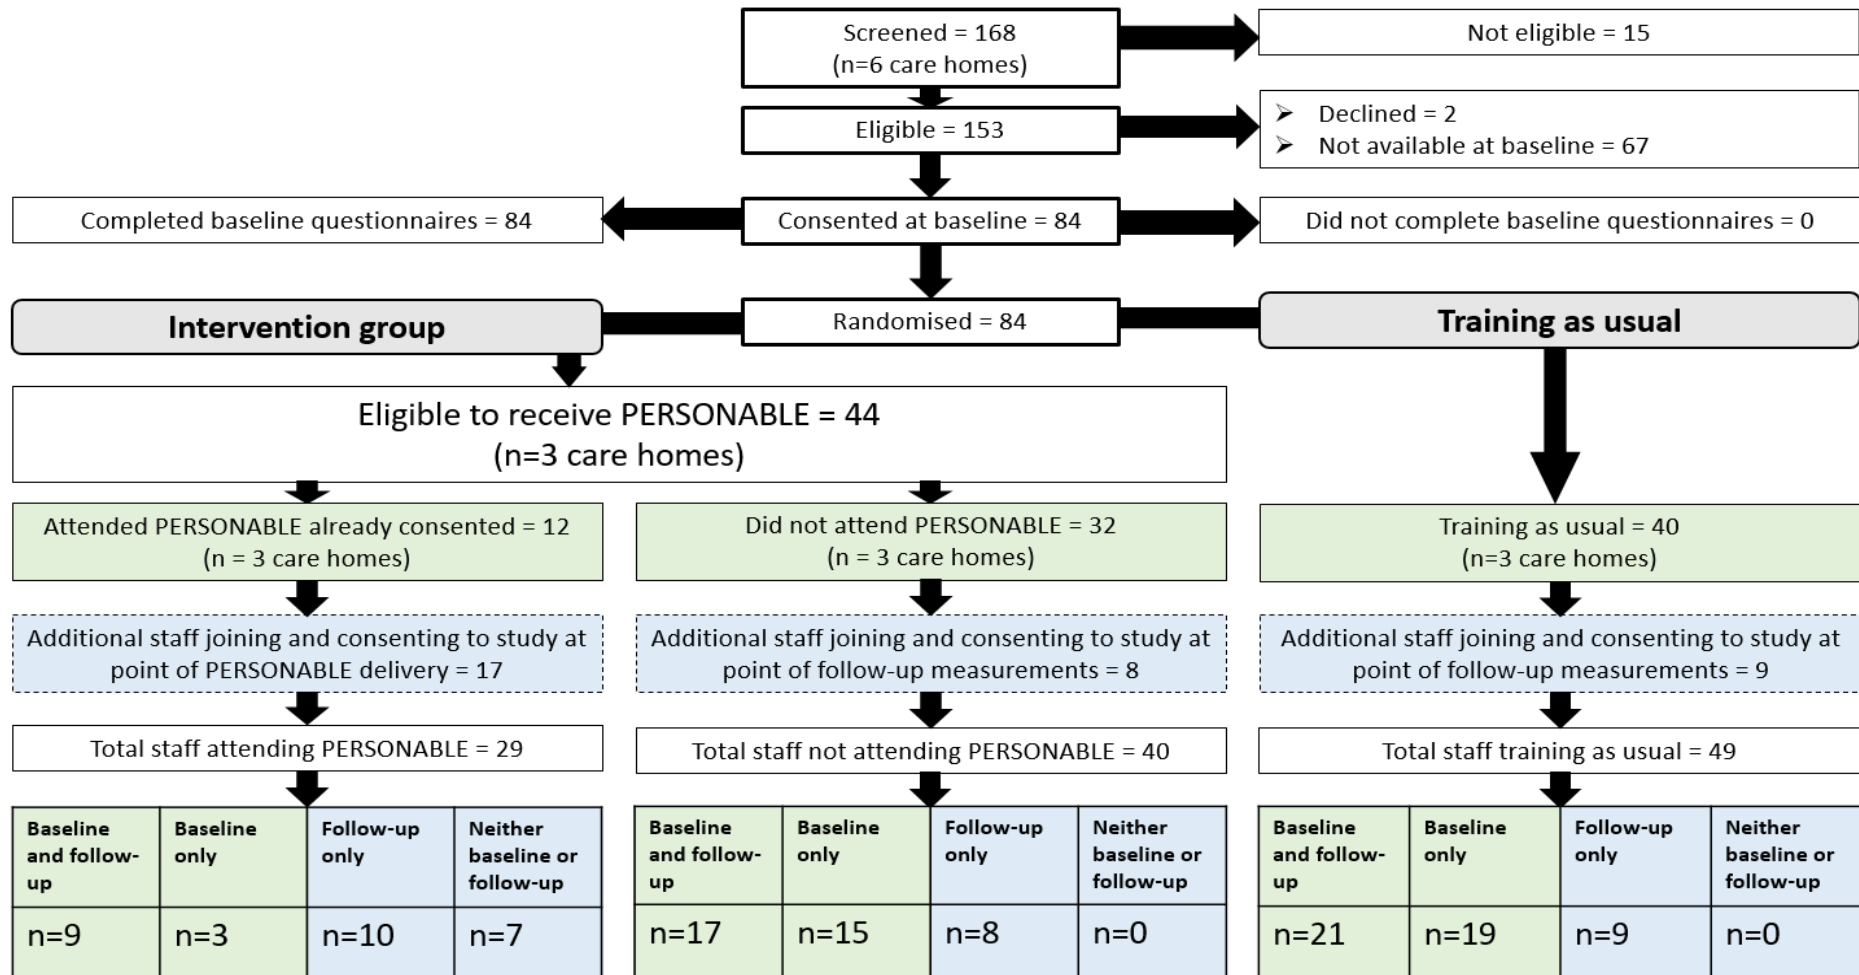 Screened = 168
(n=6 care homes)
Not eligible = 15
Eligible = 153
➢ Declined = 2
➢ Not available at baseline = 67
Completed baseline questionnaires = 84
Consented at baseline = 84
Did not complete baseline questionnaires = 0
Intervention group
Randomised = 84
Training as usual
Eligible to receive PERSONABLE = 44
(n=3 care homes)
Attended PERSONABLE already consented = 12
(n = 3 care homes)
Did not attend PERSONABLE = 32
(n = 3 care homes)
Training as usual = 40
(n=3 care homes)
Additional staff joining and consenting to study at
point of PERSONABLE delivery = 17
Additional staff joining and consenting to study at
point of follow-up measurements = 8
Additional staff joining and consenting to study at
point of follow-up measurements = 9
Total staff attending PERSONABLE = 29
Total staff not attending PERSONABLE = 40
Total staff training as usual = 49
Baseline
and follow-
up
Baseline
only
Follow-up
only
Neither
baseline or
follow-up
n=9
n=3
n=10
n=7
Baseline
and follow-
up
Baseline
only
Follow-up
only
Neither
baseline or
follow-up
n=17
n=15
n=8
n=0
Baseline
and follow-
up
Baseline
only
Follow-up
only
Neither
baseline or
follow-up
n=21
n=19
n=9
n=0